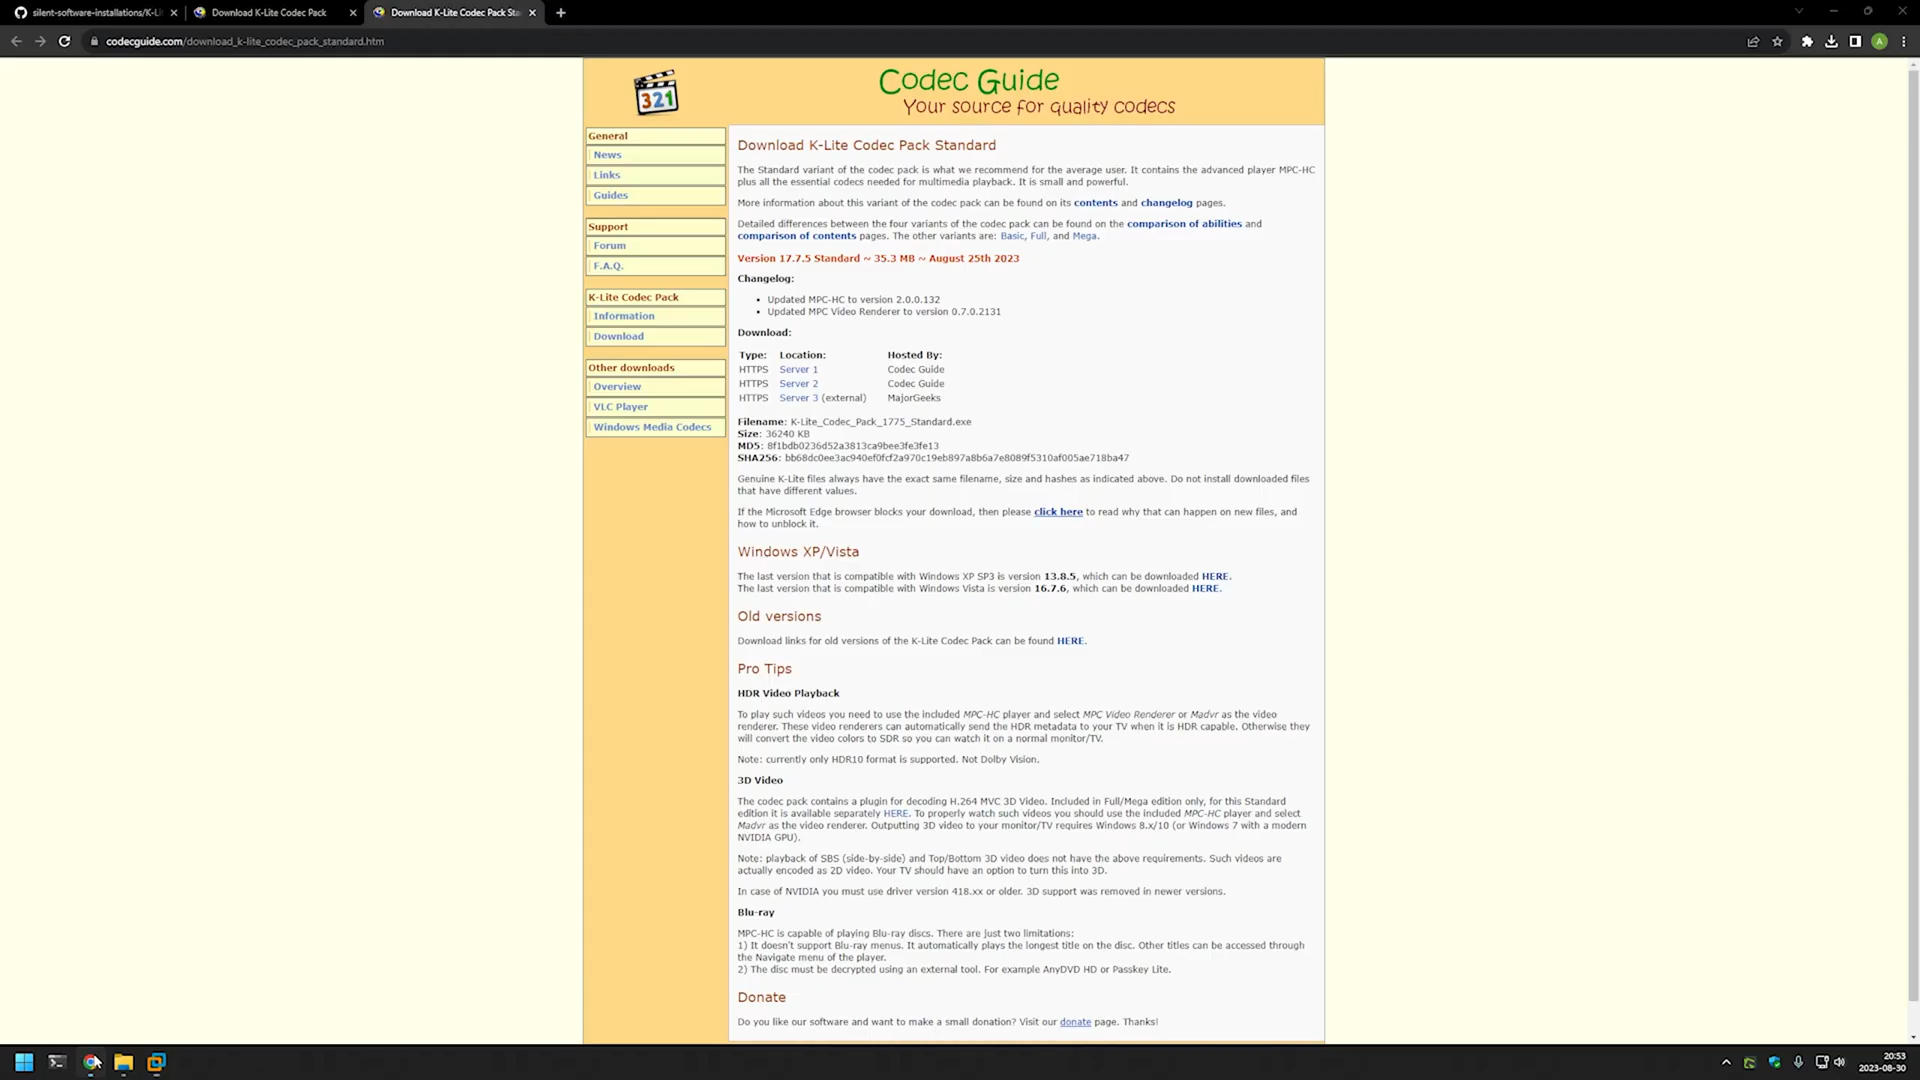 silent-software-installations/K-Li
Download K-Lite Codec Pack
Download K-Lite Codec Pack Sta
codecguide.com/download_k-lite_codec_pack_standard.htm
A
321
Codec Guide
Your source for quality codecs
General
News
Links
Guides
Support
Forum
F.A.Q.
K-Lite Codec Pack
Information
Download
Other downloads
Overview
VLC Player
Windows Media Codecs
Download K-Lite Codec Pack Standard
The Standard variant of the codec pack is what we recommend for the average user. It contains the advanced player MPC-HC
plus all the essential codecs needed for multimedia playback. It is small and powerful.
More information about this variant of the codec pack can be found on its contents and changelog pages.
Detailed differences between the four variants of the codec pack can be found on the comparison of abilities and
comparison of contents pages. The other variants are: Basic, Full, and Mega.
Version 17.7.5 Standard ~ 35.3 MB ~ August 25th 2023
Changelog:
• Updated MPC-HC to version 2.0.0.132
• Updated MPC Video Renderer to version 0.7.0.2131
Download:
Type: Location: Hosted By:
HTTPS Server 1 Codec Guide
HTTPS Server 2 Codec Guide
HTTPS Server 3 (external) MajorGeeks
Filename: K-Lite_Codec_Pack_1775_Standard.exe
Size: 36240 KB
MD5: 8f1bdb0236d52a3813ca9bee3fe3fe13
SHA256: bb68dc0ee3ac940ef0fcf2a970c19eb897a8b6a7e8089f5310af005ae718ba47
Genuine K-Lite files always have the exact same filename, size and hashes as indicated above. Do not install downloaded files
that have different values.
If the Microsoft Edge browser blocks your download, then please click here to read why that can happen on new files, and
how to unblock it.
Windows XP/Vista
The last version that is compatible with Windows XP SP3 is version 13.8.5, which can be downloaded HERE.
The last version that is compatible with Windows Vista is version 16.7.6, which can be downloaded HERE.
Old versions
Download links for old versions of the K-Lite Codec Pack can be found HERE.
Pro Tips
HDR Video Playback
To play such videos you need to use the included MPC-HC player and select MPC Video Renderer or Madvr as the video
renderer. These video renderers can automatically send the HDR metadata to your TV when it is HDR capable. Otherwise they
will convert the video colors to SDR so you can watch it on a normal monitor/TV.
Note: currently only HDR10 format is supported. Not Dolby Vision.
3D Video
The codec pack contains a plugin for decoding H.264 MVC 3D Video. Included in Full/Mega edition only, for this Standard
edition it is available separately HERE. To properly watch such videos you should use the included MPC-HC player and select
Madvr as the video renderer. Outputting 3D video to your monitor/TV requires Windows 8.x/10 (or Windows 7 with a modern
NVIDIA GPU).
Note: playback of SBS (side-by-side) and Top/Bottom 3D video does not have the above requirements. Such videos are
actually encoded as 2D video. Your TV should have an option to turn this into 3D.
In case of NVIDIA you must use driver version 418.xx or older. 3D support was removed in newer versions.
Blu-ray
MPC-HC is capable of playing Blu-ray discs. There are just two limitations:
1) It doesn't support Blu-ray menus. It automatically plays the longest title on the disc. Other titles can be accessed through
the Navigate menu of the player.
2) The disc must be decrypted using an external tool. For example AnyDVD HD or Passkey Lite.
Donate
Do you like our software and want to make a small donation? Visit our donate page. Thanks!
20:53
2023-08-30